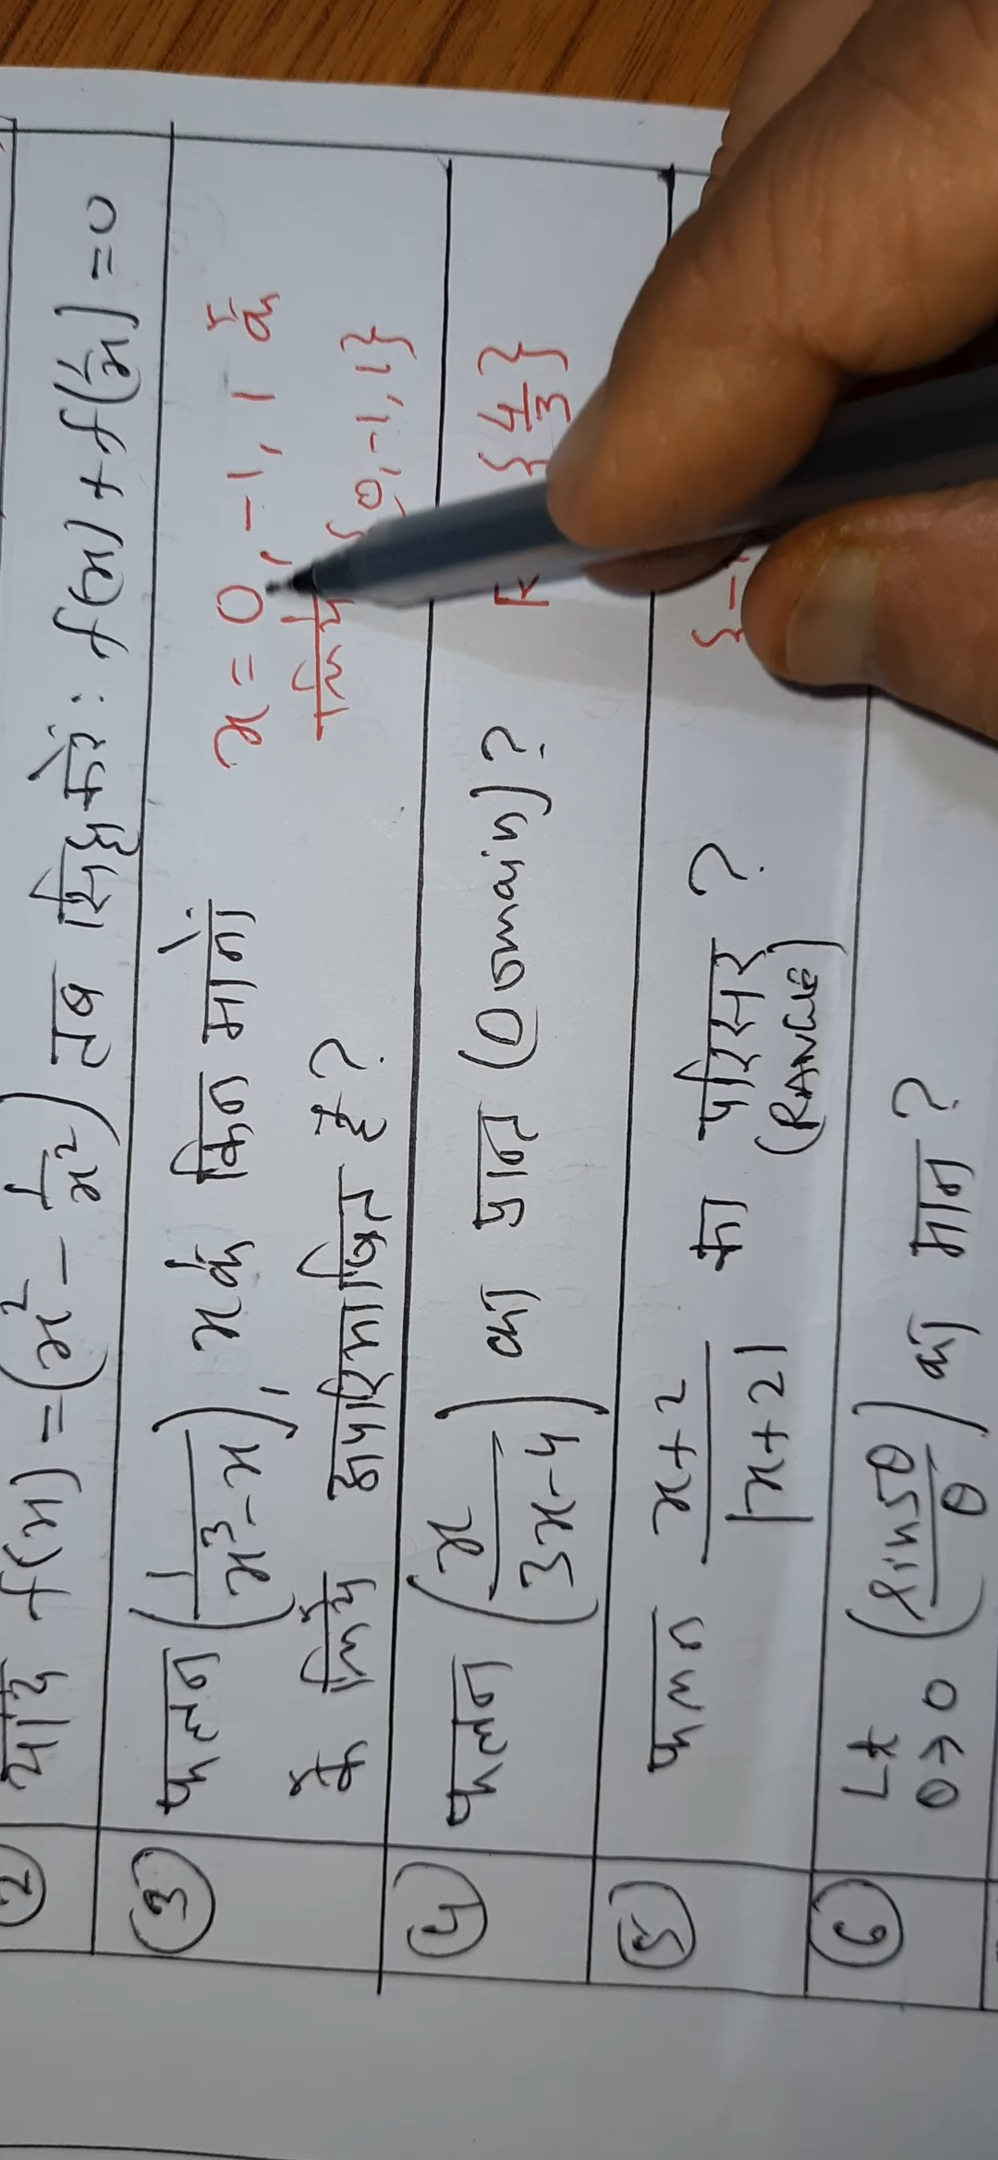 ② यदि f(x) = (x² - 1/x²) तब सिद्ध करें: f(x) + f(1/x) = 0
③ फलन (1/(x³-x)), x के किन मानों x = 0, -1, 1 के
के लिये अपरिभाषित है? लिये {0, -1, 1}
④ फलन (x/(3x-4)) का प्रान्त (Domain)? R {4/3}
⑤ फलन (x+2)/|x+2| का परिसर ? {-
(RANGE)
⑥ Lt θ→0 (sin5θ/θ) का मान ?